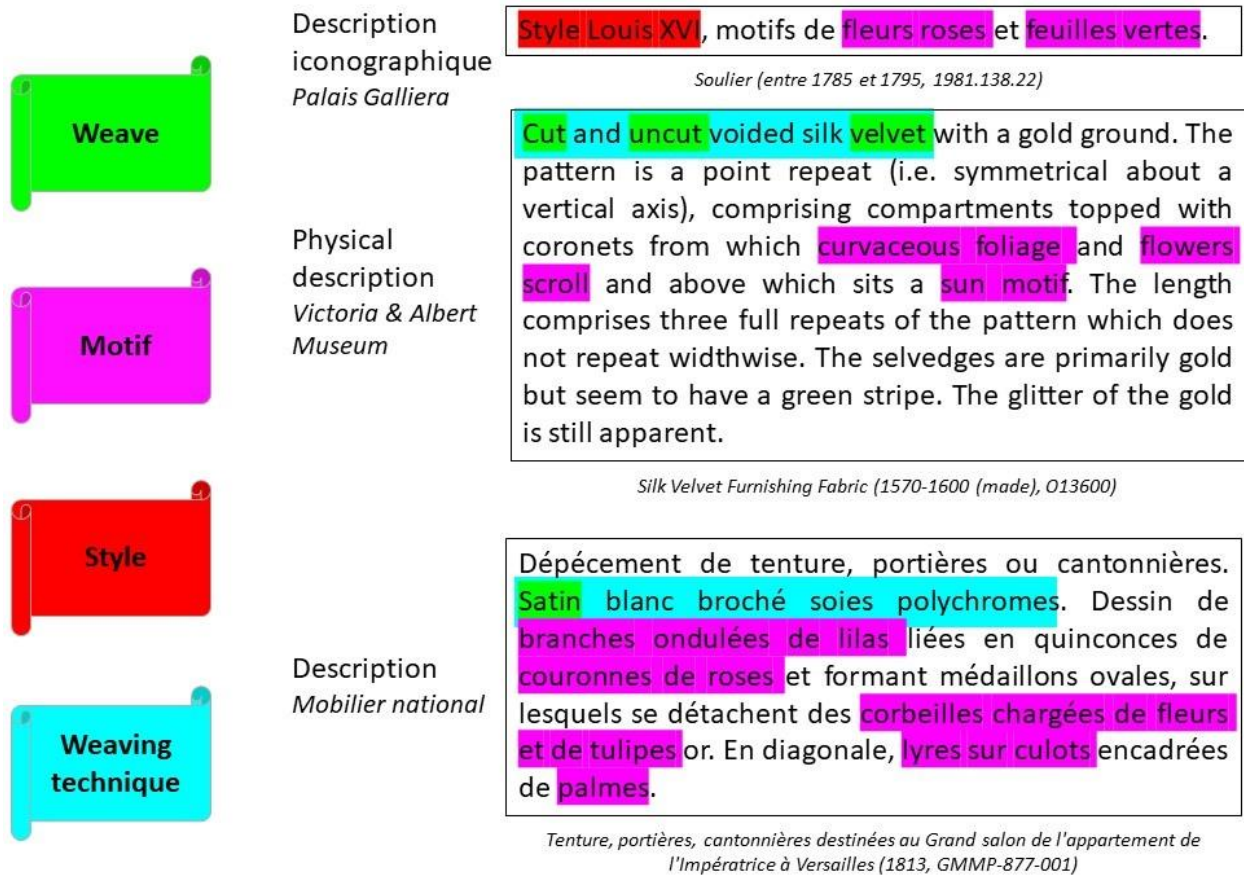 Weave
Motif
Style
Weaving
technique
Description
iconographique
Palais Galliera
Style Louis XVI, motifs de fleurs roses et feuilles vertes.
Soulier (entre 1785 et 1795, 1981.138.22)
Physical
description
Victoria & Albert
Museum
Cut and uncut voided silk velvet with a gold ground. The
pattern is a point repeat (i.e. symmetrical about a
vertical axis), comprising compartments topped with
coronets from which curvaceous foliage and flowers
scroll and above which sits a sun motif. The length
comprises three full repeats of the pattern which does
not repeat widthwise. The selvedges are primarily gold
but seem to have a green stripe. The glitter of the gold
is still apparent.
Silk Velvet Furnishing Fabric (1570-1600 (made), O13600)
Description
Mobilier national
Dépécement de tenture, portières ou cantonnières.
Satin blanc broché soies polychromes. Dessin de
branches ondulées de lilas liées en quinconces de
couronnes de roses et formant médaillons ovales, sur
lesquels se détachent des corbeilles chargées de fleurs
et de tulipes or. En diagonale, lyres sur culots encadrées
de palmes.
Tenture, portières, cantonnières destinées au Grand salon de l'appartement de
l'Impératrice à Versailles (1813, GMMP-877-001)